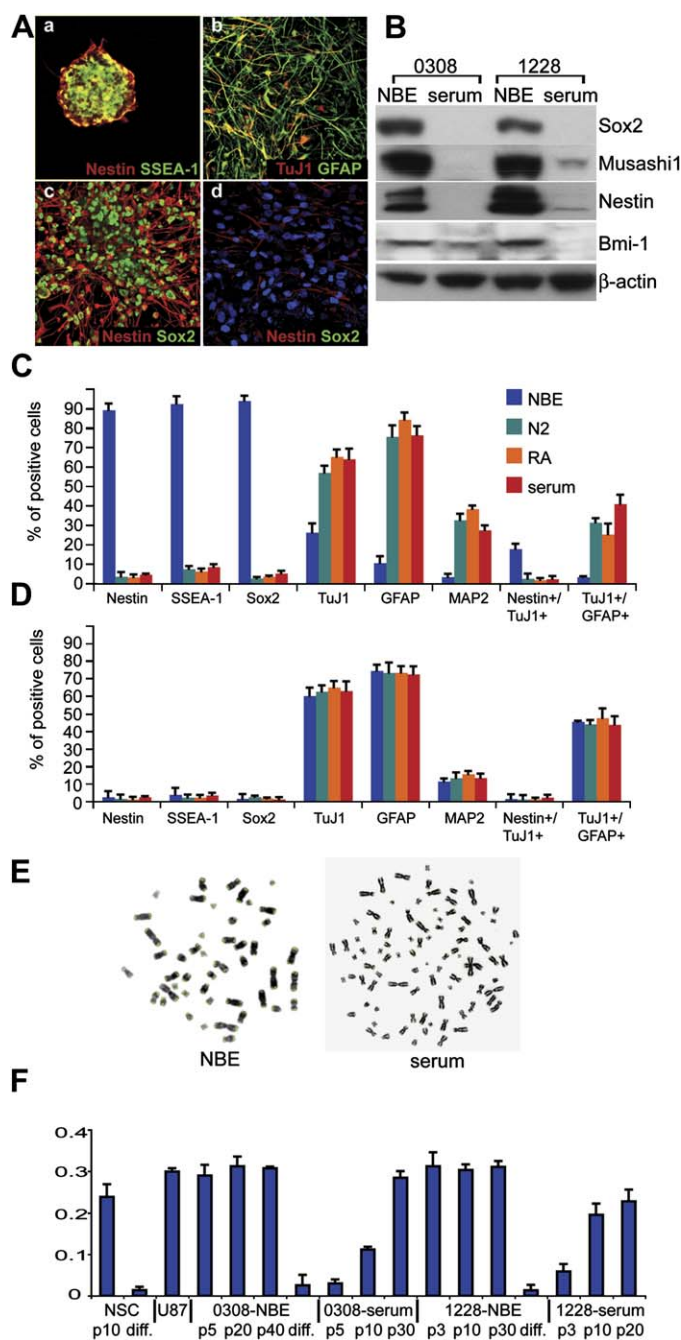 A
a
b
Nestin SSEA-1
TuJ1 GFAP
c
d
Nestin Sox2
Nestin Sox2
B
0308 1228
NBE serum NBE serum
Sox2
Musashi1
Nestin
Bmi-1
β-actin
C
% of positive cells
90
80
70
60
50
40
30
20
10
0
NBE
N2
RA
serum
Nestin SSEA-1 Sox2 TuJ1 GFAP MAP2 Nestin+/ TuJ1+/
TuJ1+ GFAP+
D
% of positive cells
90
80
70
60
50
40
30
20
10
0
Nestin SSEA-1 Sox2 TuJ1 GFAP MAP2 Nestin+/ TuJ1+/
TuJ1+ GFAP+
E
NBE serum
F
0.4
0.3
0.2
0.1
0
NSC U87 0308-NBE 0308-serum 1228-NBE 1228-serum
p10 diff. p5 p20 p40 diff. p5 p10 p30 p3 p10 p30 diff. p3 p10 p20